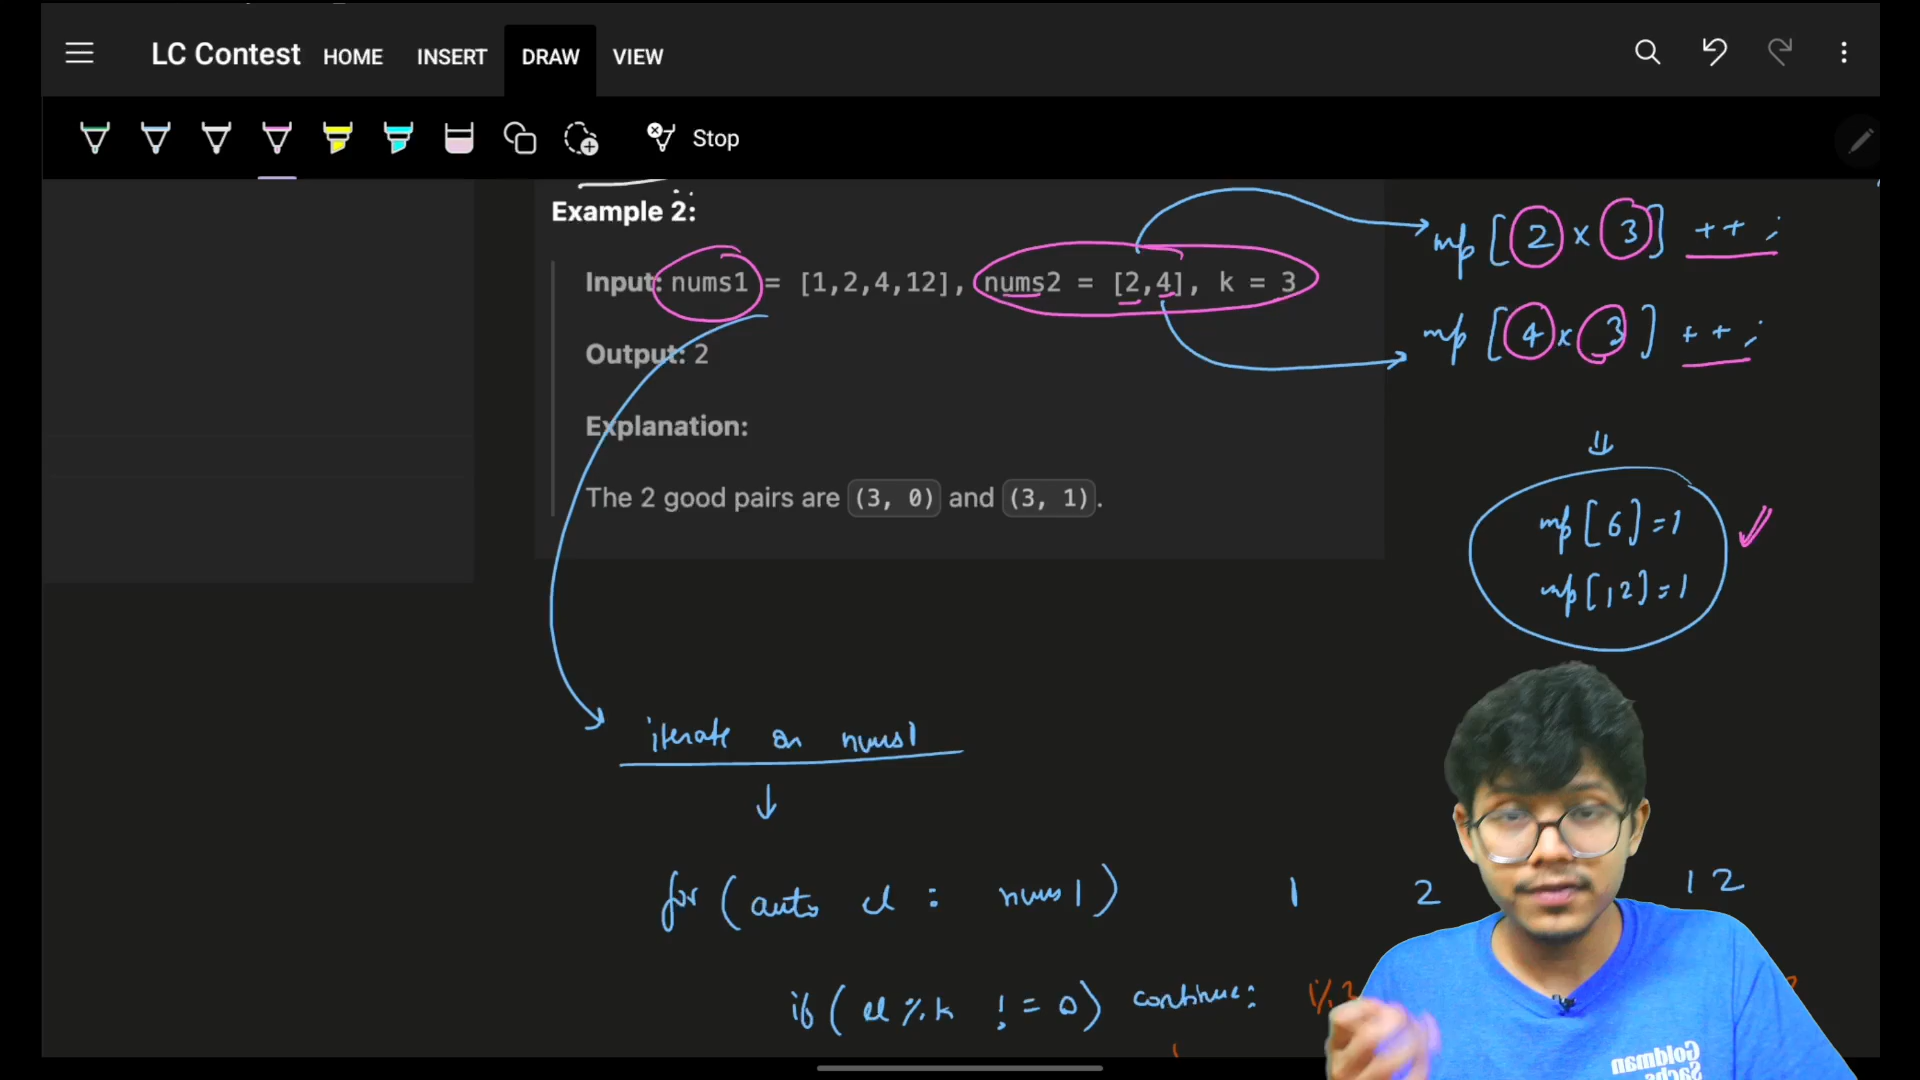 LC Contest HOME INSERT DRAW VIEW
Stop
Example 2:
Input: nums1 = [1,2,4,12], nums2 = [2,4], k = 3
Output: 2
Explanation:
The 2 good pairs are (3, 0) and (3, 1).
mp [ 2 x 3 ] ++ ;
mp [ 4 x 3 ] ++ ;
mp [ 6 ] = 1
mp [ 12 ] = 1
iterate on nums1
for ( auto el : nums1 ) 1 2 12
if ( el % k != 0 ) continue;
Goldman
Sachs